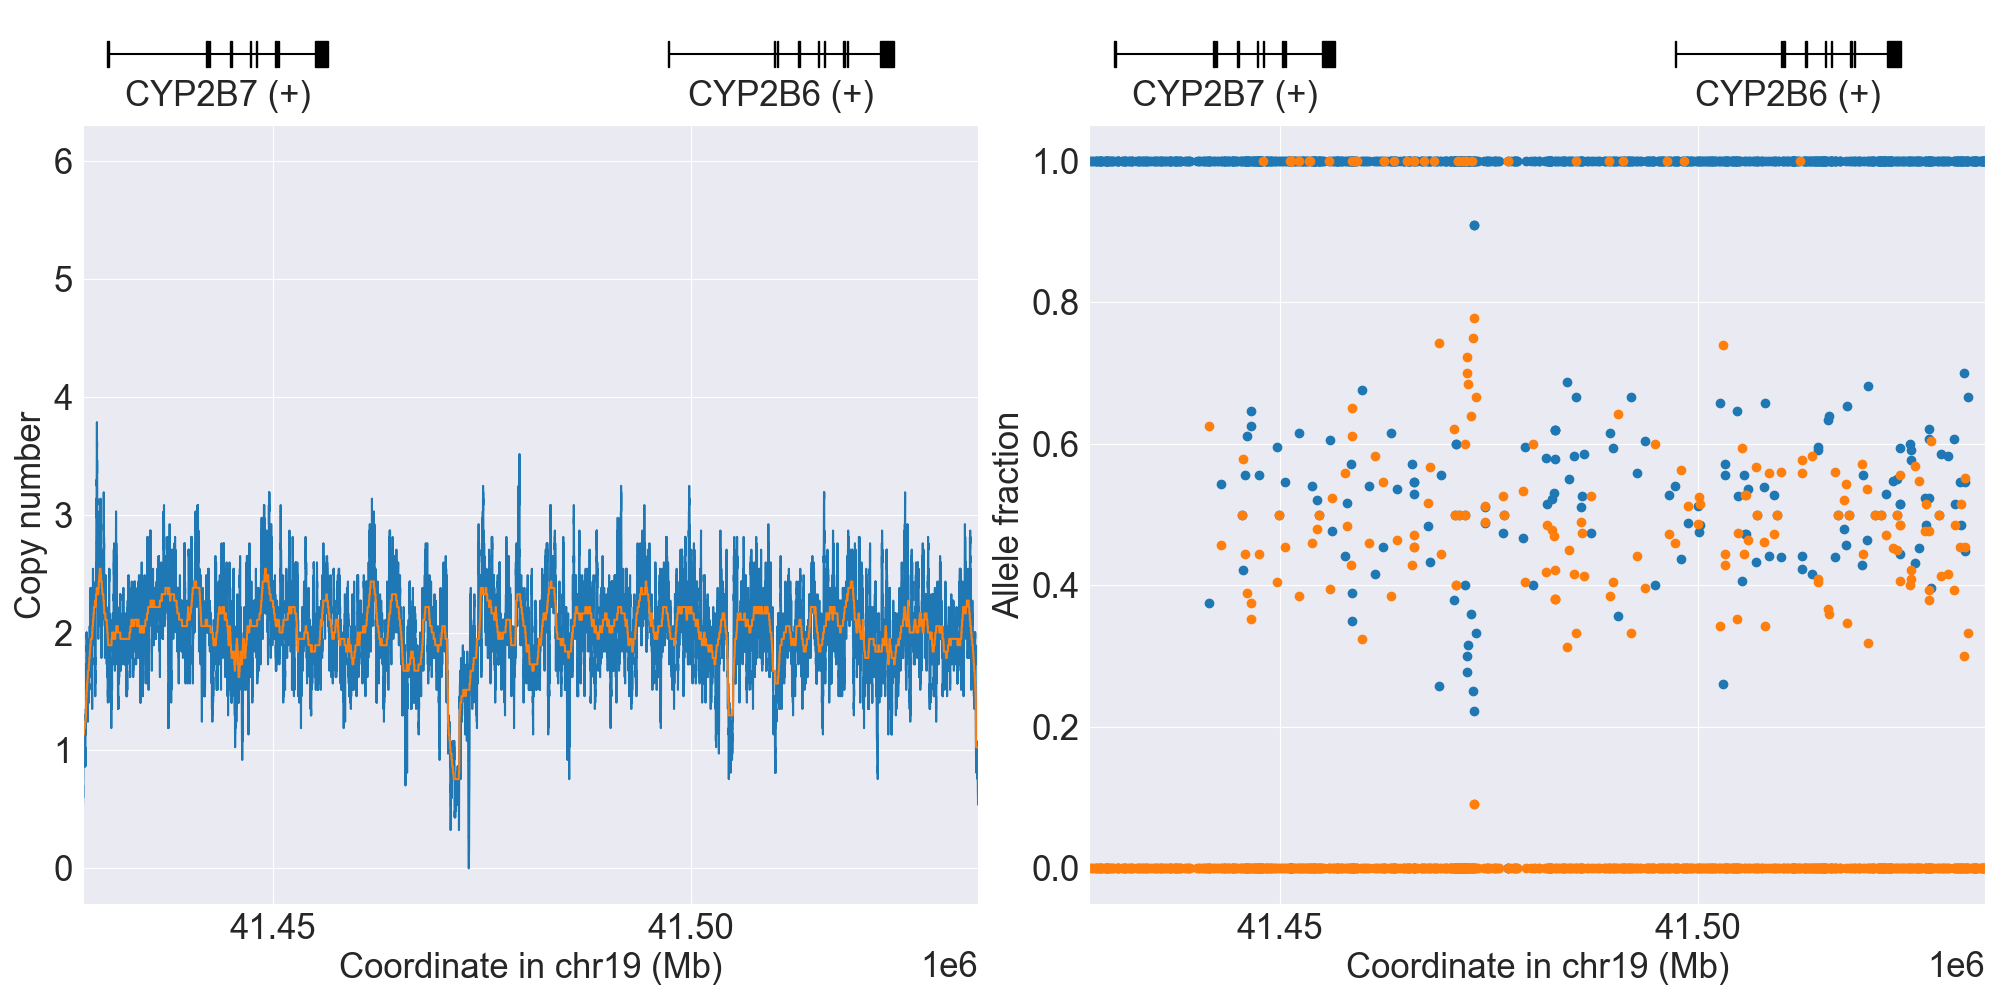 CYP2B7 (+)
CYP2B6 (+)
6
5
4
3
2
1
0
Copy number
41.45
41.50
Coordinate in chr19 (Mb)
1e6
CYP2B7 (+)
CYP2B6 (+)
1.0
0.8
0.6
0.4
0.2
0.0
Allele fraction
41.45
41.50
Coordinate in chr19 (Mb)
1e6